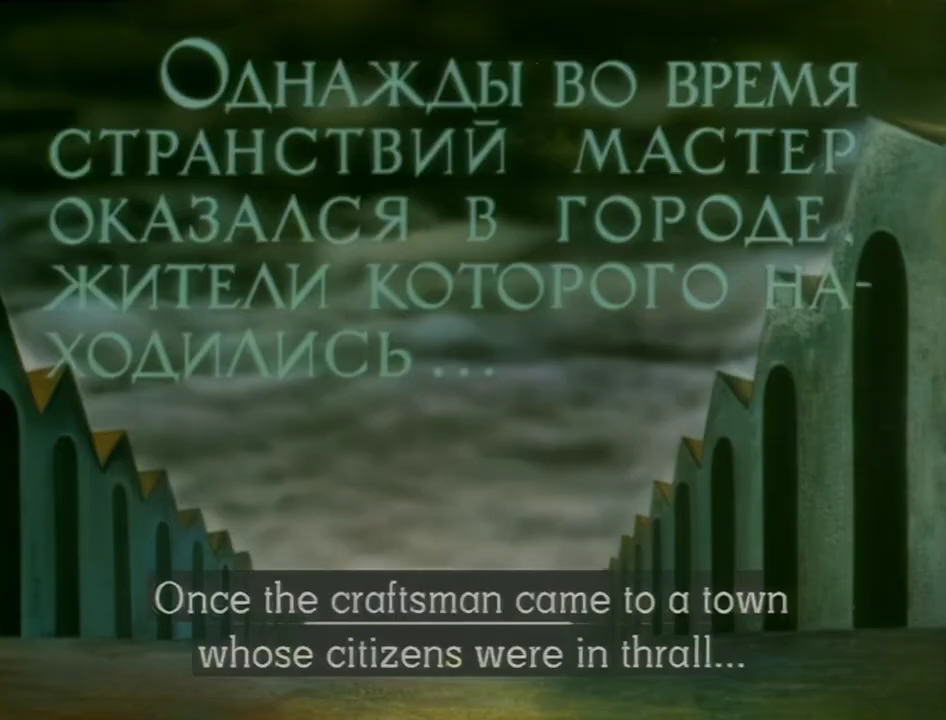 Однажды во время
странствий мастер
оказался в городе,
жители которого на-
ходились...
Once the craftsman came to a town
whose citizens were in thrall...